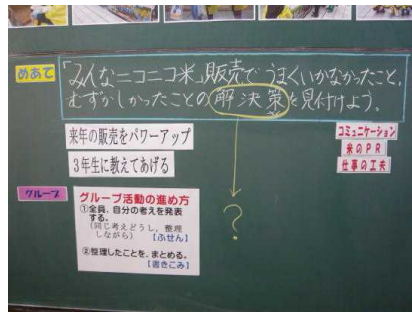 めあて
「みんなニコニコ米」販売で うまくいかなかったこと、
むずかしかったことの解決策を見付けよう。
来年の販売をパワーアップ
3年生に教えてあげる
コミュニケーション
米のPR
仕事の工夫
グループ
グループ活動の進め方
①全員、自分の考えを発表
する。
(同じ考えどうし、整理
しながら) 【ふせん】
②整理したことを、まとめる。
【書きこみ】
?